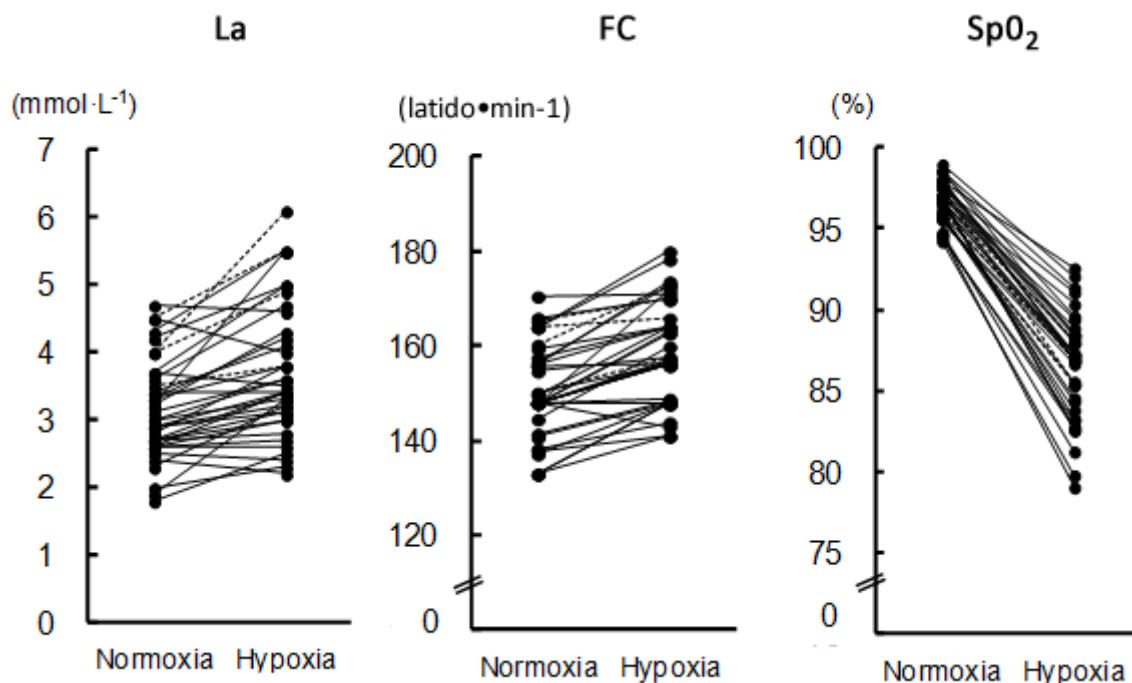 La
(mmol·L-1)
7
6
5
4
3
2
1
0
Normoxia Hypoxia
FC
(latido•min-1)
200
180
160
140
120
0
Normoxia Hypoxia
Sp0₂
(%)
100
95
90
85
80
75
0
Normoxia Hypoxia